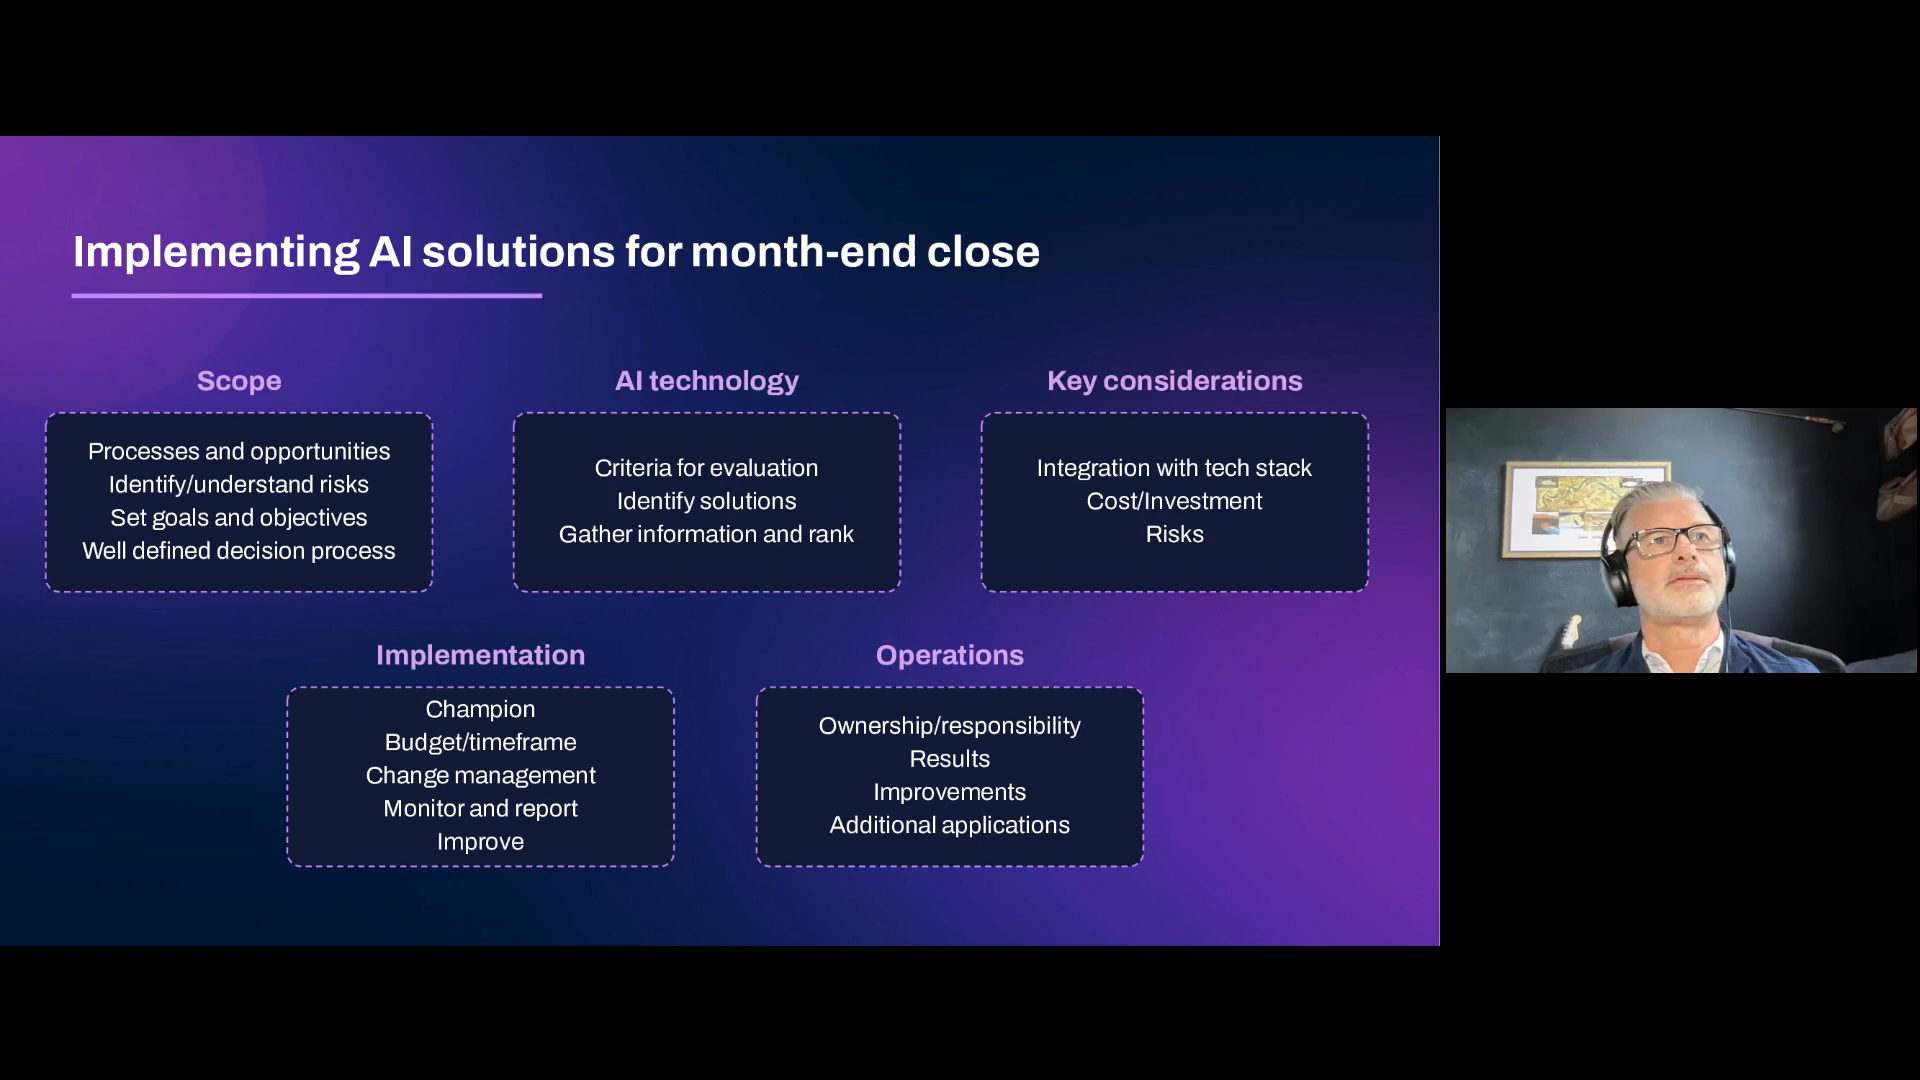 Implementing AI solutions for month-end close
Scope
Processes and opportunities
Identify/understand risks
Set goals and objectives
Well defined decision process
AI technology
Criteria for evaluation
Identify solutions
Gather information and rank
Key considerations
Integration with tech stack
Cost/Investment
Risks
Implementation
Champion
Budget/timeframe
Change management
Monitor and report
Improve
Operations
Ownership/responsibility
Results
Improvements
Additional applications